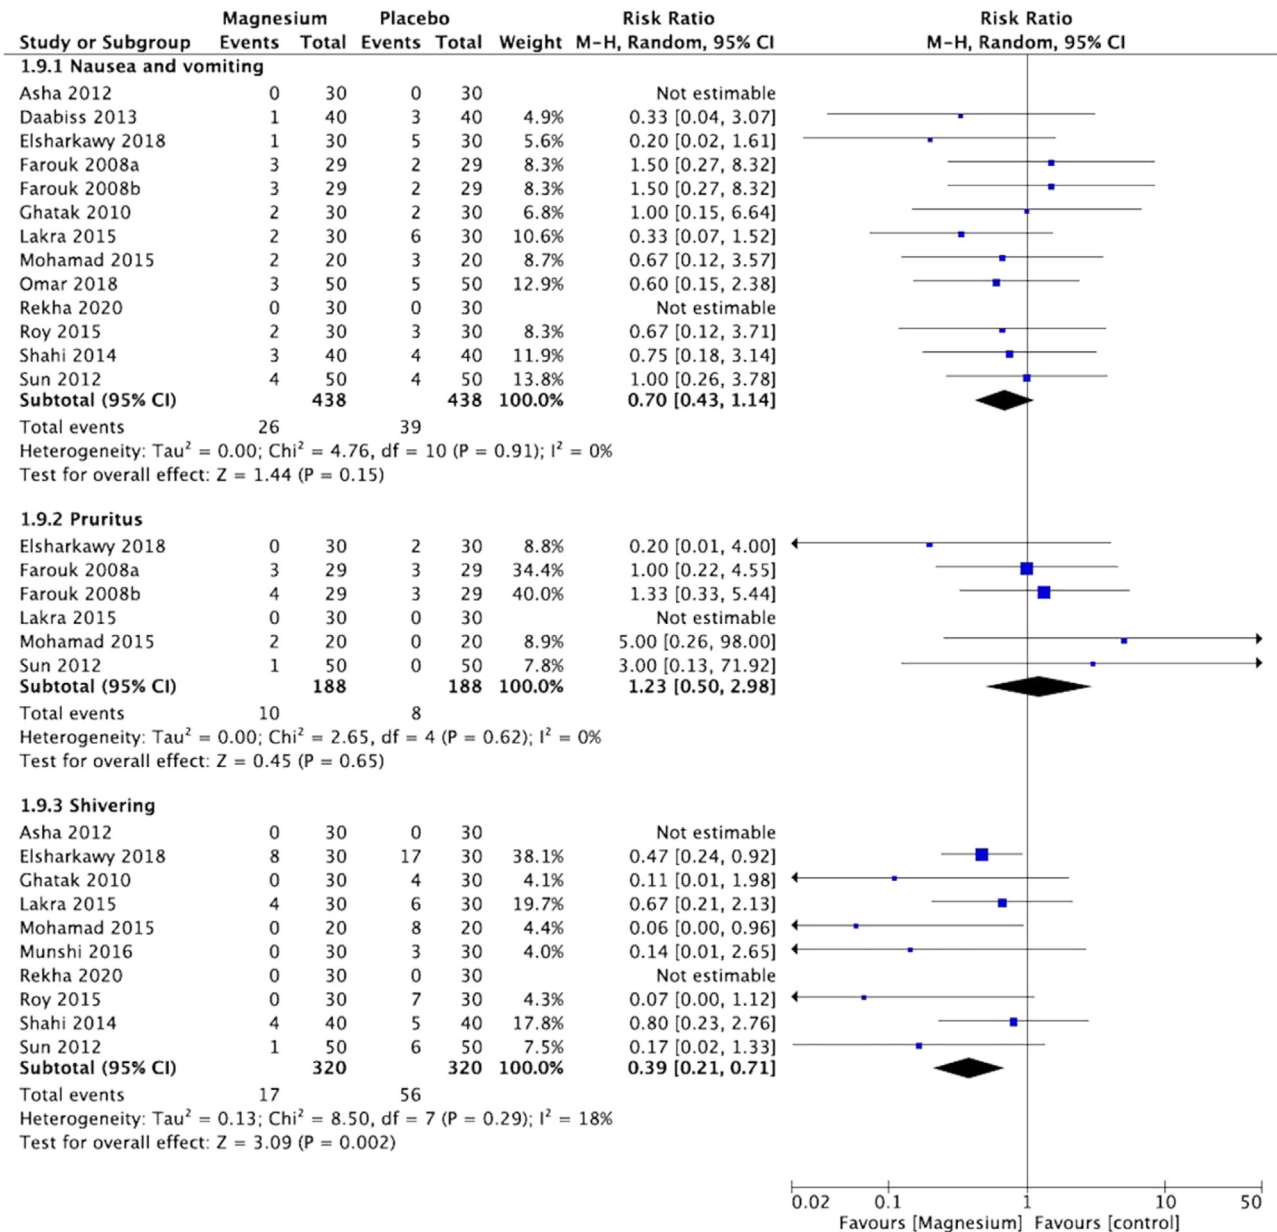 Magnesium Placebo Risk Ratio Risk Ratio
Study or Subgroup Events Total Events Total Weight M-H, Random, 95% CI M-H, Random, 95% CI
1.9.1 Nausea and vomiting
Asha 2012 0 30 0 30 Not estimable
Daabiss 2013 1 40 3 40 4.9% 0.33 [0.04, 3.07]
Elsharkawy 2018 1 30 5 30 5.6% 0.20 [0.02, 1.61]
Farouk 2008a 3 29 2 29 8.3% 1.50 [0.27, 8.32]
Farouk 2008b 3 29 2 29 8.3% 1.50 [0.27, 8.32]
Ghatak 2010 2 30 2 30 6.8% 1.00 [0.15, 6.64]
Lakra 2015 2 30 6 30 10.6% 0.33 [0.07, 1.52]
Mohamad 2015 2 20 3 20 8.7% 0.67 [0.12, 3.57]
Omar 2018 3 50 5 50 12.9% 0.60 [0.15, 2.38]
Rekha 2020 0 30 0 30 Not estimable
Roy 2015 2 30 3 30 8.3% 0.67 [0.12, 3.71]
Shahi 2014 3 40 4 40 11.9% 0.75 [0.18, 3.14]
Sun 2012 4 50 4 50 13.8% 1.00 [0.26, 3.78]
Subtotal (95% CI) 438 438 100.0% 0.70 [0.43, 1.14]
Total events 26 39
Heterogeneity: Tau² = 0.00; Chi² = 4.76, df = 10 (P = 0.91); I² = 0%
Test for overall effect: Z = 1.44 (P = 0.15)
1.9.2 Pruritus
Elsharkawy 2018 0 30 2 30 8.8% 0.20 [0.01, 4.00]
Farouk 2008a 3 29 3 29 34.4% 1.00 [0.22, 4.55]
Farouk 2008b 4 29 3 29 40.0% 1.33 [0.33, 5.44]
Lakra 2015 0 30 0 30 Not estimable
Mohamad 2015 2 20 0 20 8.9% 5.00 [0.26, 98.00]
Sun 2012 1 50 0 50 7.8% 3.00 [0.13, 71.92]
Subtotal (95% CI) 188 188 100.0% 1.23 [0.50, 2.98]
Total events 10 8
Heterogeneity: Tau² = 0.00; Chi² = 2.65, df = 4 (P = 0.62); I² = 0%
Test for overall effect: Z = 0.45 (P = 0.65)
1.9.3 Shivering
Asha 2012 0 30 0 30 Not estimable
Elsharkawy 2018 8 30 17 30 38.1% 0.47 [0.24, 0.92]
Ghatak 2010 0 30 4 30 4.1% 0.11 [0.01, 1.98]
Lakra 2015 4 30 6 30 19.7% 0.67 [0.21, 2.13]
Mohamad 2015 0 20 8 20 4.4% 0.06 [0.00, 0.96]
Munshi 2016 0 30 3 30 4.0% 0.14 [0.01, 2.65]
Rekha 2020 0 30 0 30 Not estimable
Roy 2015 0 30 7 30 4.3% 0.07 [0.00, 1.12]
Shahi 2014 4 40 5 40 17.8% 0.80 [0.23, 2.76]
Sun 2012 1 50 6 50 7.5% 0.17 [0.02, 1.33]
Subtotal (95% CI) 320 320 100.0% 0.39 [0.21, 0.71]
Total events 17 56
Heterogeneity: Tau² = 0.13; Chi² = 8.50, df = 7 (P = 0.29); I² = 18%
Test for overall effect: Z = 3.09 (P = 0.002)
0.02 0.1 1 10 50
Favours [Magnesium] Favours [control]